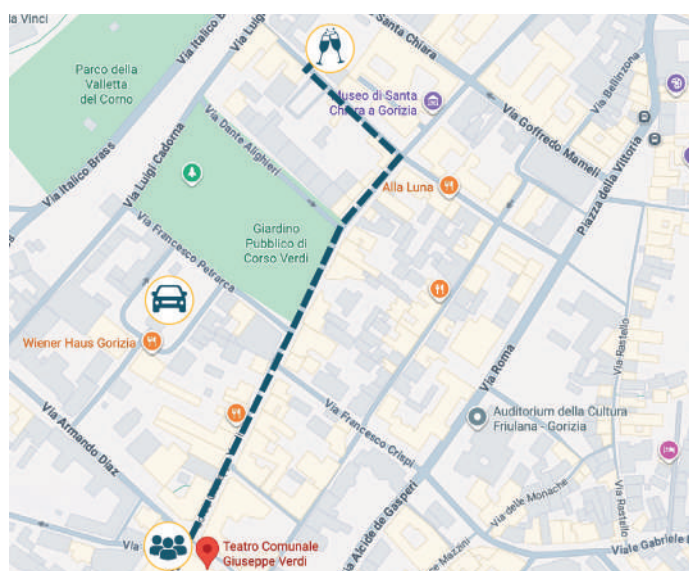 la Vinci
Via Italico Brass
Via Luigi
Santa Chiara
Parco della
Valletta
del Corno
Museo di Santa
Chiara a Gorizia
Via Bellinzona
Via Goffredo Mameli
Via Dante Alighieri
Via Luigi Cadorna
Via Italico Brass
Alla Luna
Piazza della Vittoria
Giardino
Pubblico di
Corso Verdi
Via Francesco Petrarca
Wiener Haus Gorizia
Via Rastello
Via Roma
Via Armando Diaz
Via Francesco Crispi
Auditorium della Cultura
Friulana - Gorizia
Via delle Monache
Via Rastello
Via Alcide de Gasperi
Via
Teatro Comunale
Giuseppe Verdi
Mazzini
Viale Gabriele